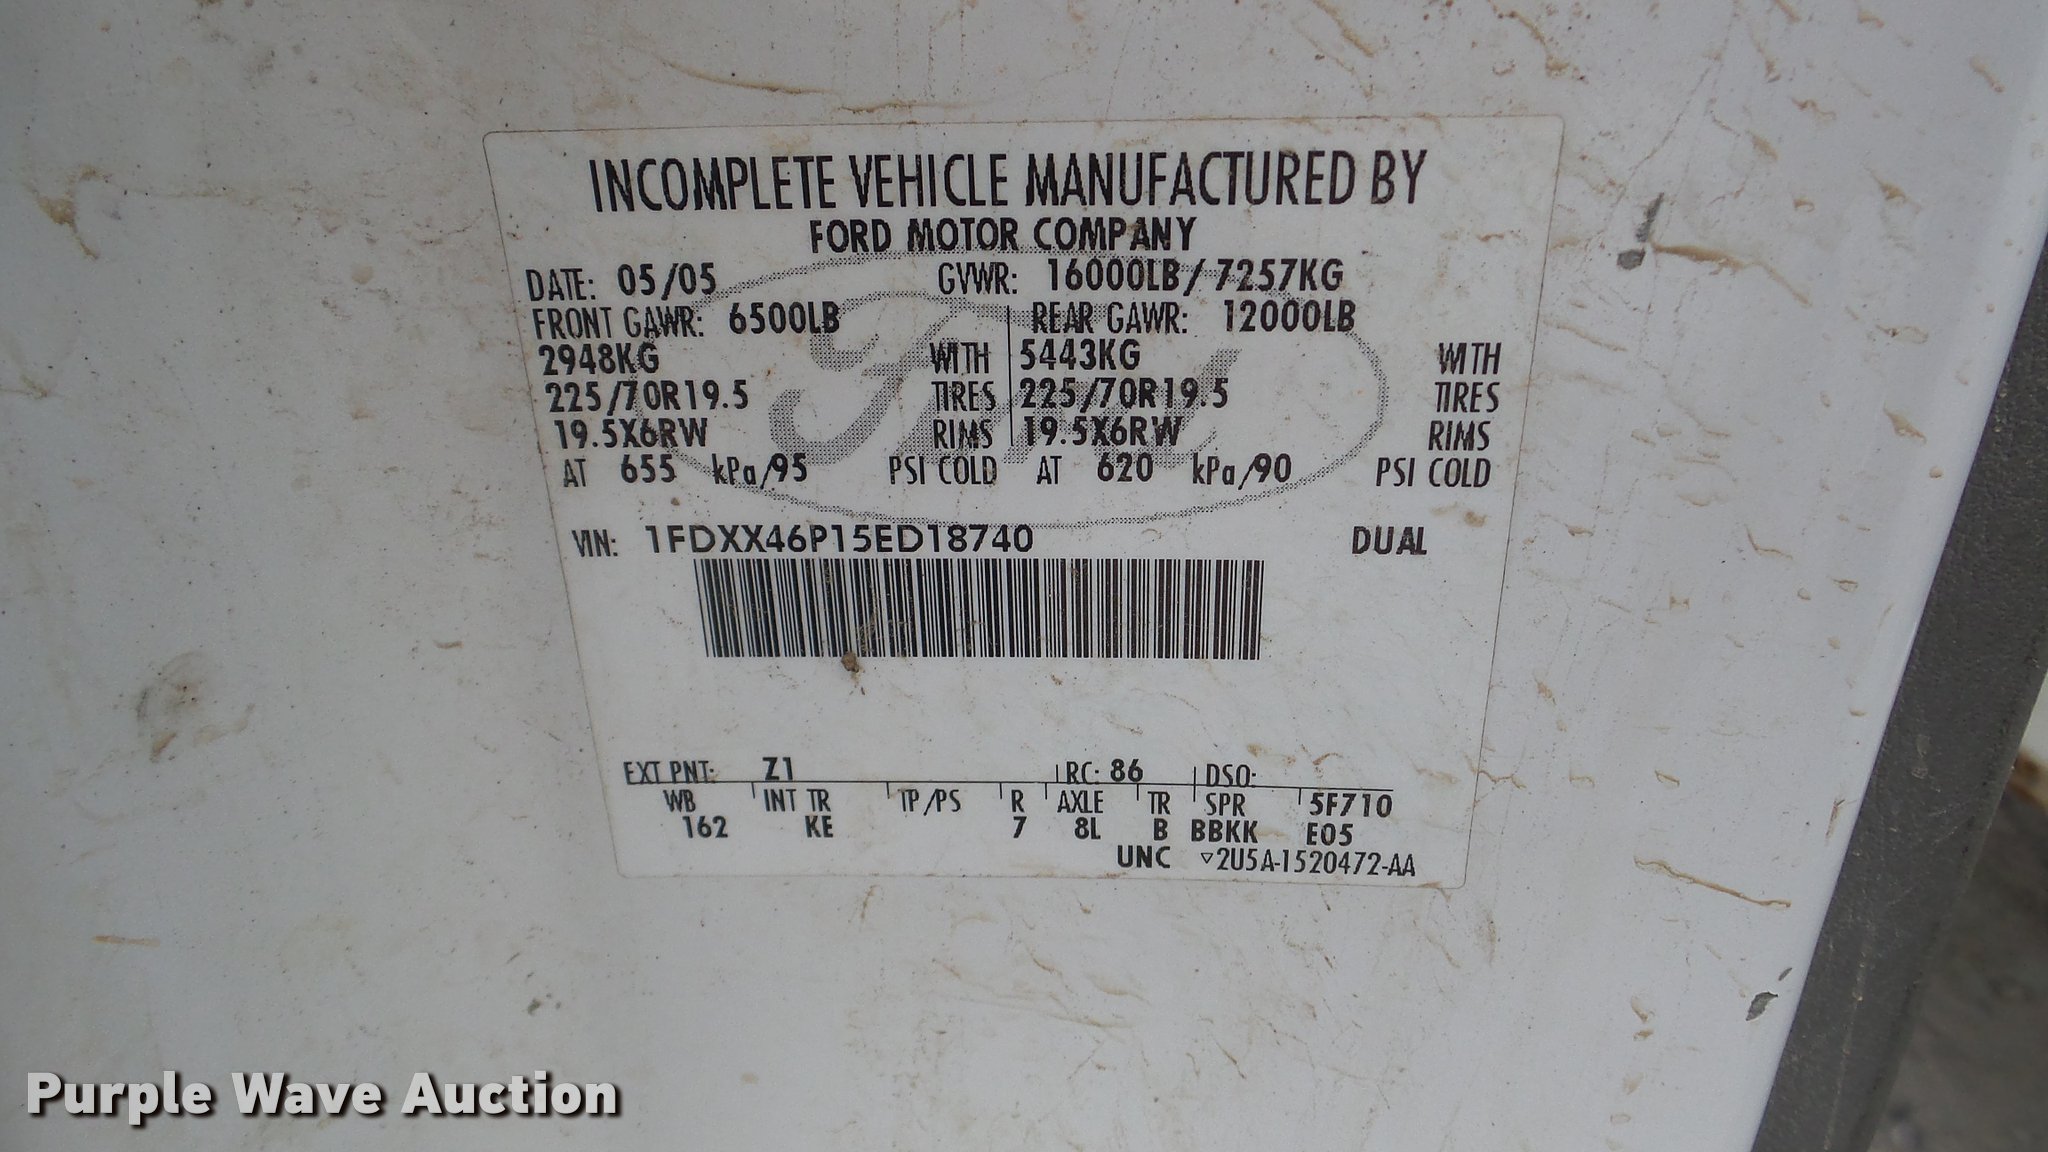 INCOMPLETE VEHICLE MANUFACTURED BY
FORD MOTOR COMPANY
DATE: 05/05 GVWR: 16000LB/7257KG
FRONT GAWR: 6500LB REAR GAWR: 12000LB
2948KG WITH 5443KG WITH
225/70R19.5 TIRES 225/70R19.5 TIRES
19.5X6RW RIMS 19.5X6RW RIMS
AT 655 kPa/95 PSI COLD AT 620 kPa/90 PSI COLD
Ford
VIN: 1FDXX46P15ED18740 DUAL
EXT PNT: Z1 RC: 86 DSO:
WB INT TR TP/PS R AXLE TR SPR 5F710
162 KE 7 8L B BBKK E05
UNC ▿2U5A-1520472-AA
Purple Wave Auction